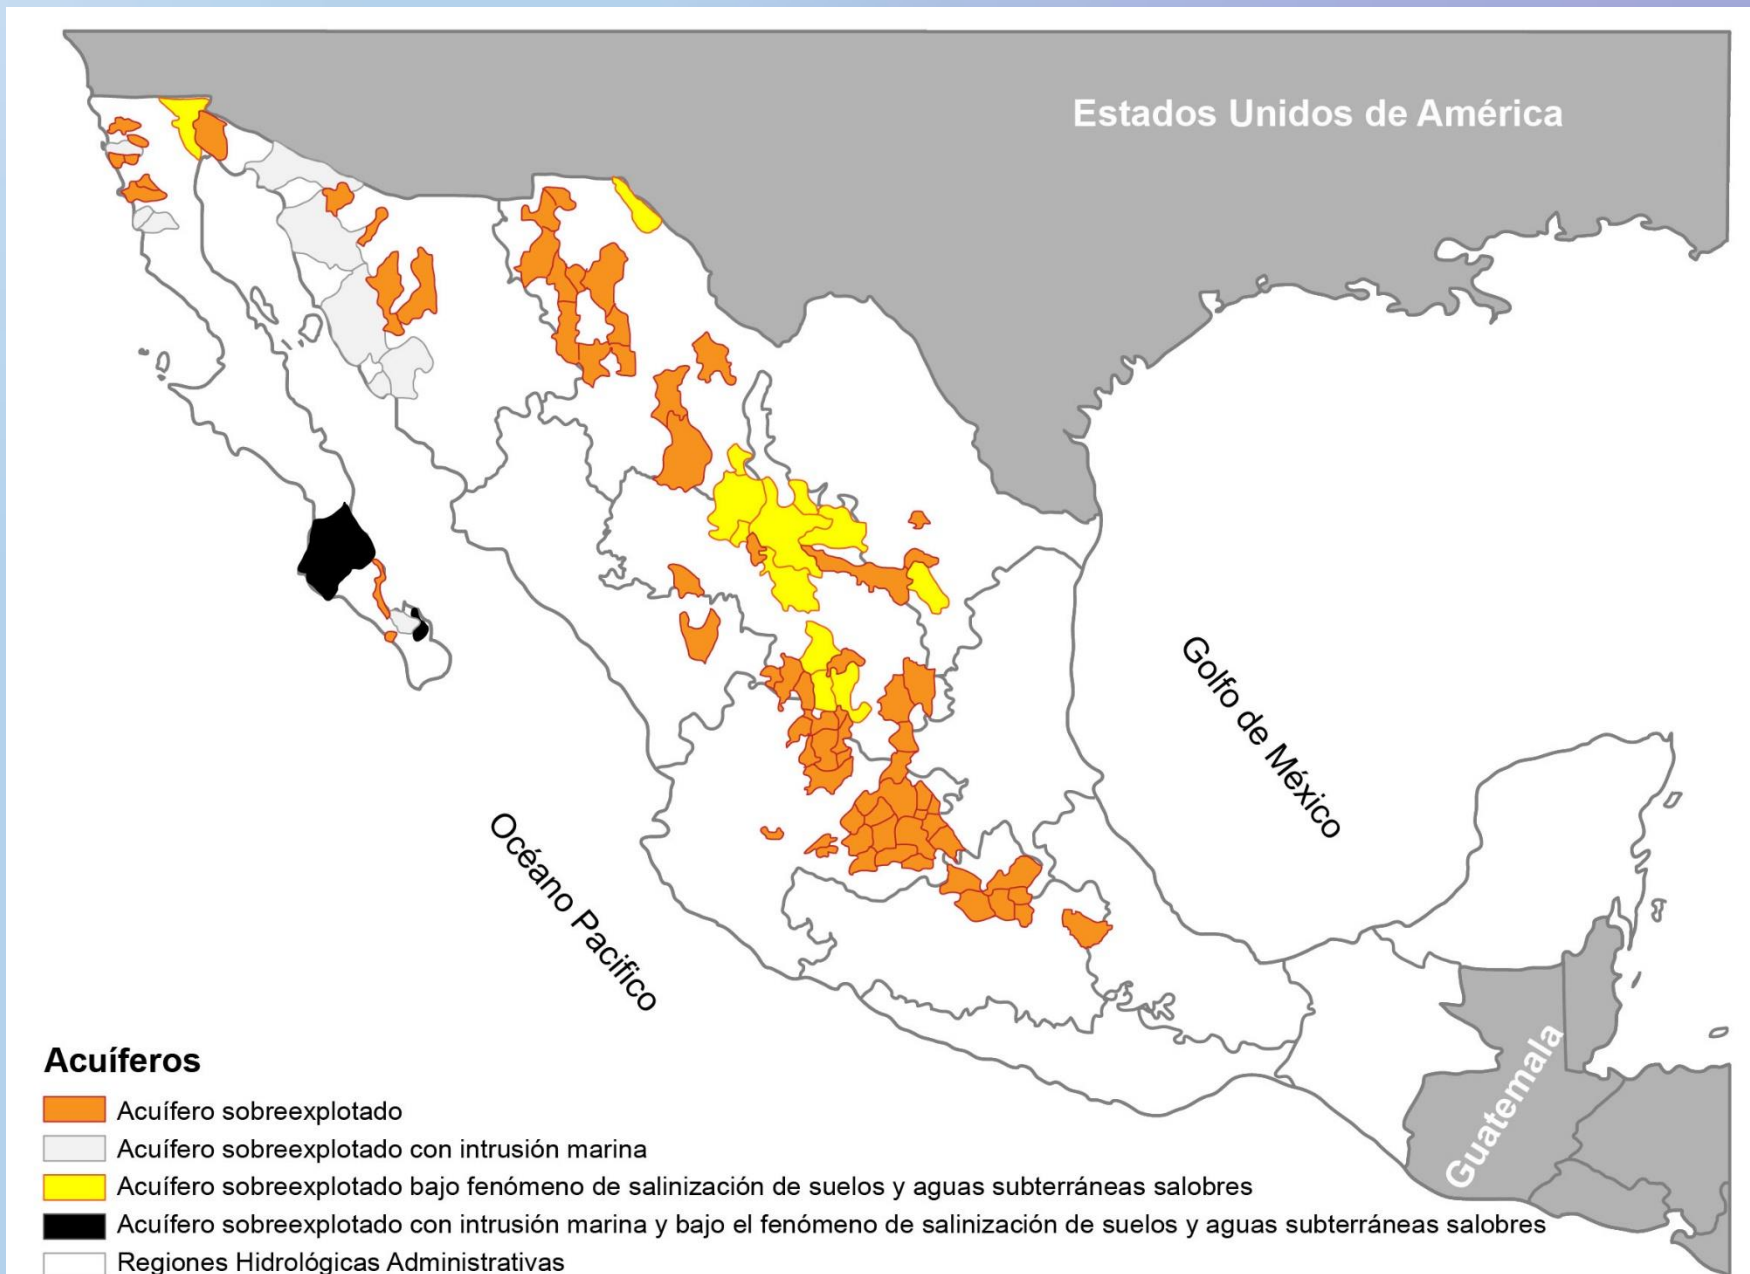 Estados Unidos de América
Golfo de México
Océano Pacifico
Guatemala
Acuíferos
Acuífero sobreexplotado
Acuífero sobreexplotado con intrusión marina
Acuífero sobreexplotado bajo fenómeno de salinización de suelos y aguas subterráneas salobres
Acuífero sobreexplotado con intrusión marina y bajo el fenómeno de salinización de suelos y aguas subterráneas salobres
Regiones Hidrológicas Administrativas